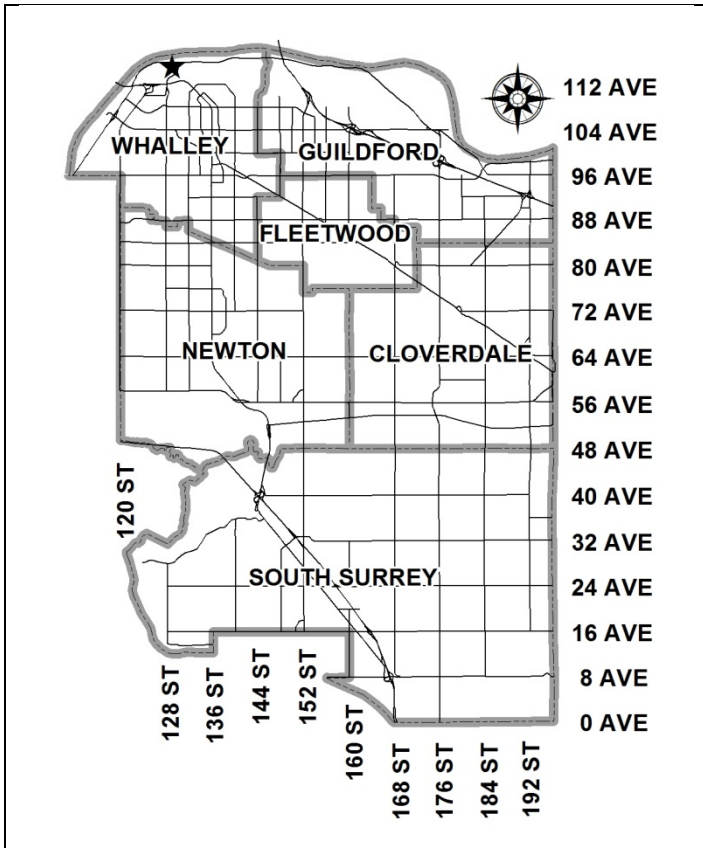 112 AVE
104 AVE
WHALLEY
GUILDFORD
96 AVE
88 AVE
FLEETWOOD
80 AVE
72 AVE
NEWTON
CLOVERDALE
64 AVE
56 AVE
48 AVE
120 ST
40 AVE
32 AVE
SOUTH SURREY
24 AVE
16 AVE
8 AVE
0 AVE
128 ST
136 ST
144 ST
152 ST
160 ST
168 ST
176 ST
184 ST
192 ST